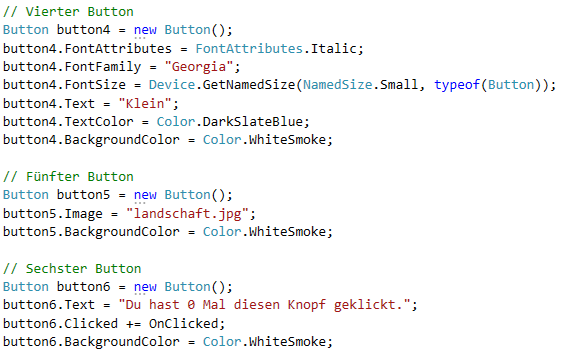 // Vierter Button
Button button4 = new Button();
button4.FontAttributes = FontAttributes.Italic;
button4.FontFamily = "Georgia";
button4.FontSize = Device.GetNamedSize(NamedSize.Small, typeof(Button));
button4.Text = "Klein";
button4.TextColor = Color.DarkSlateBlue;
button4.BackgroundColor = Color.WhiteSmoke;

// Fünfter Button
Button button5 = new Button();
button5.Image = "landschaft.jpg";
button5.BackgroundColor = Color.WhiteSmoke;

// Sechster Button
Button button6 = new Button();
button6.Text = "Du hast 0 Mal diesen Knopf geklickt.";
button6.Clicked += OnClicked;
button6.BackgroundColor = Color.WhiteSmoke;